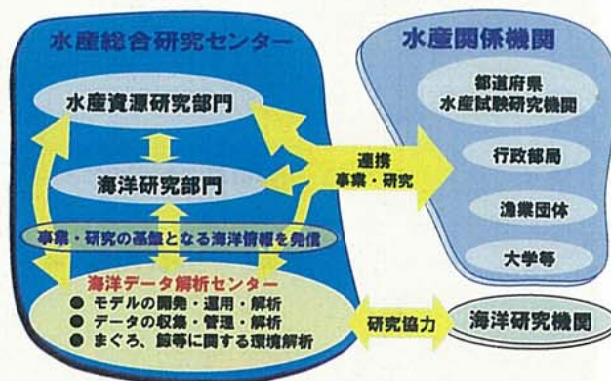 水産総合研究センター
水産資源研究部門
海洋研究部門
事業・研究の基盤となる海洋情報を発信
海洋データ解析センター
● モデルの開発・運用・解析
● データの収集・管理・解析
● まぐろ、鯨等に関する環境解析
連携
事業・研究
水産関係機関
都道府県
水産試験研究機関
行政部局
漁業団体
大学等
研究協力
海洋研究機関